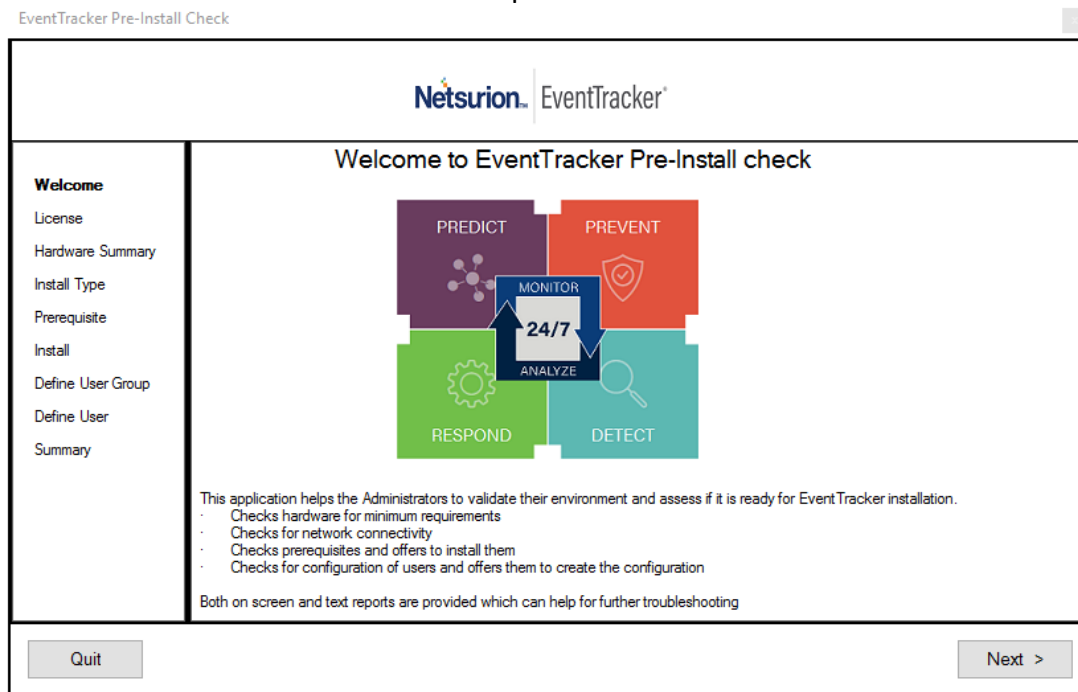 EventTracker Pre-Install Check
Netsurion™ EventTracker®
Welcome to EventTracker Pre-Install check
Welcome
License
Hardware Summary
Install Type
Prerequisite
Install
Define User Group
Define User
Summary
PREDICT
PREVENT
MONITOR
24/7
ANALYZE
RESPOND
DETECT
This application helps the Administrators to validate their environment and assess if it is ready for EventTracker installation.
· Checks hardware for minimum requirements
· Checks for network connectivity
· Checks prerequisites and offers to install them
· Checks for configuration of users and offers them to create the configuration
Both on screen and text reports are provided which can help for further troubleshooting
Quit
Next >